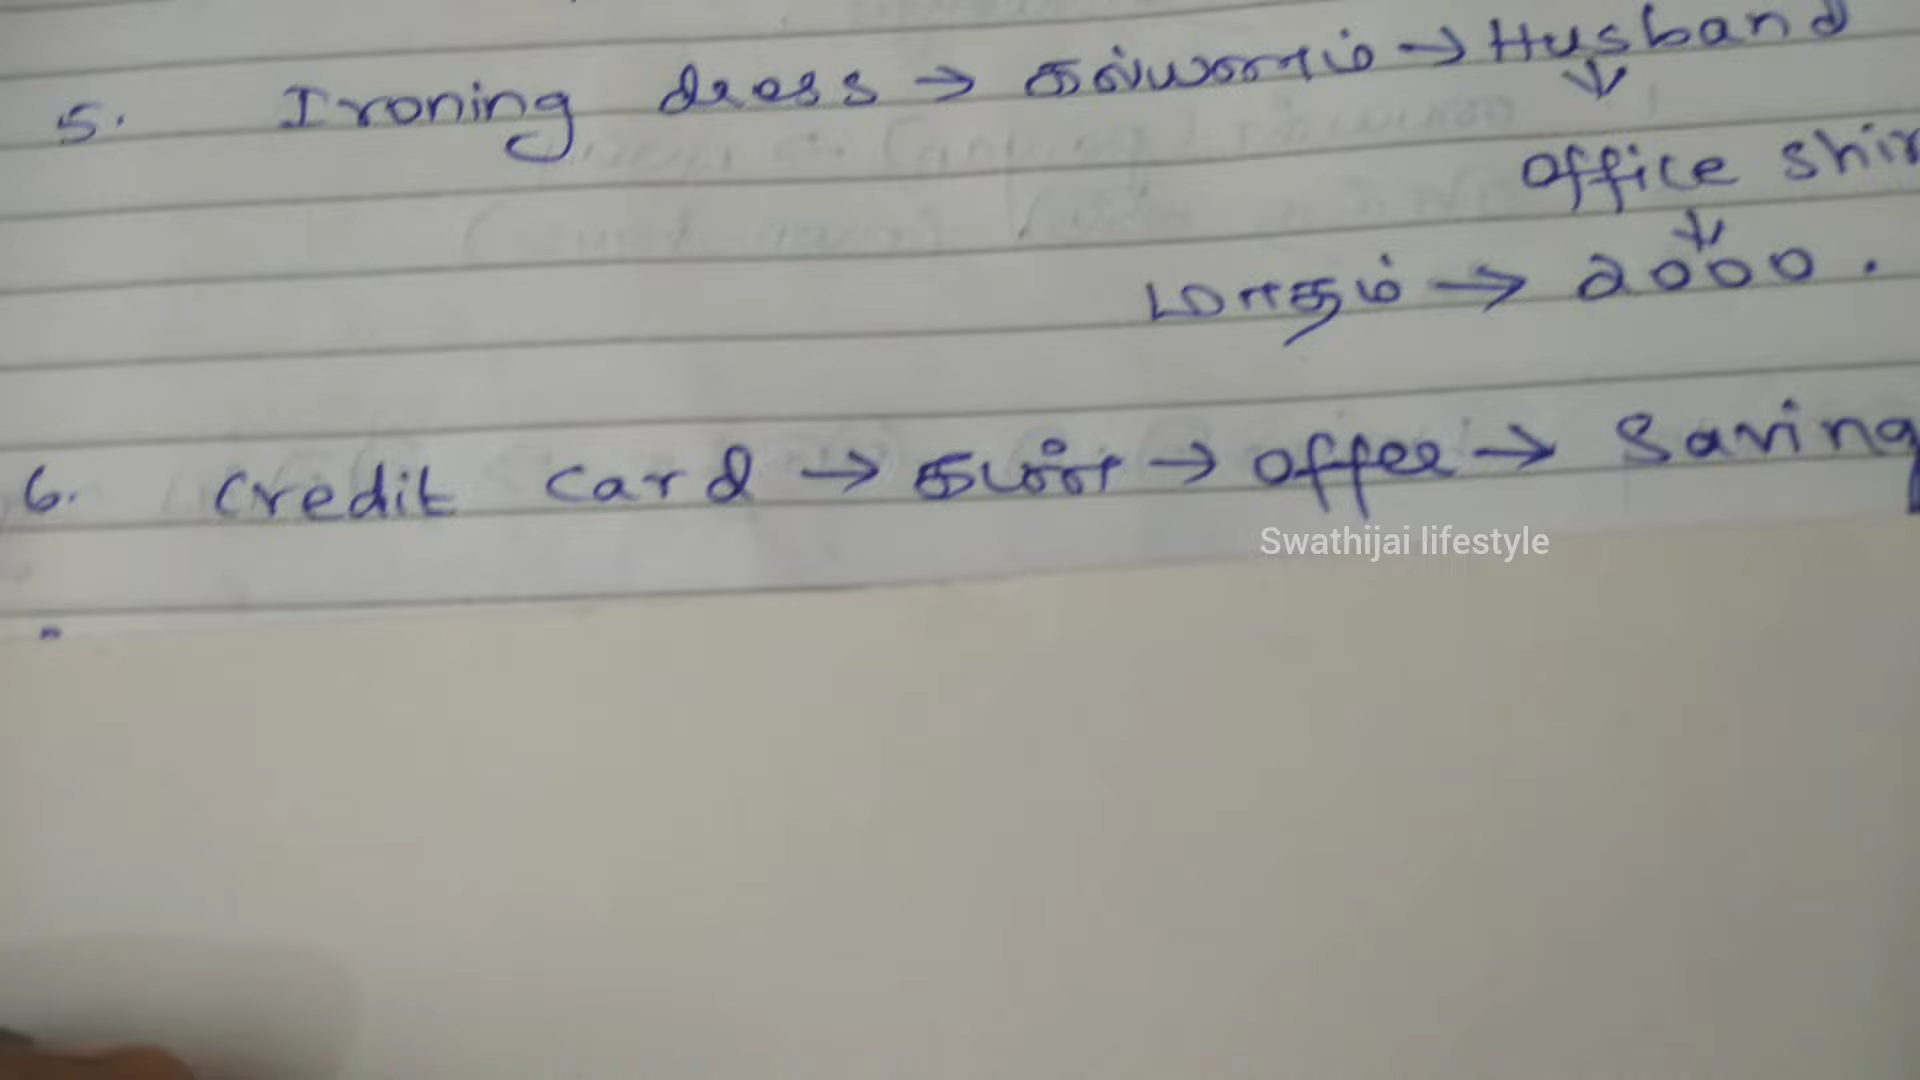 5. Ironing dress → கல்யாணம் → Husband
↓
office shir
↓
மாதம் → 2000.
6. Credit card → கடன் → offer → Saving
Swathijai lifestyle